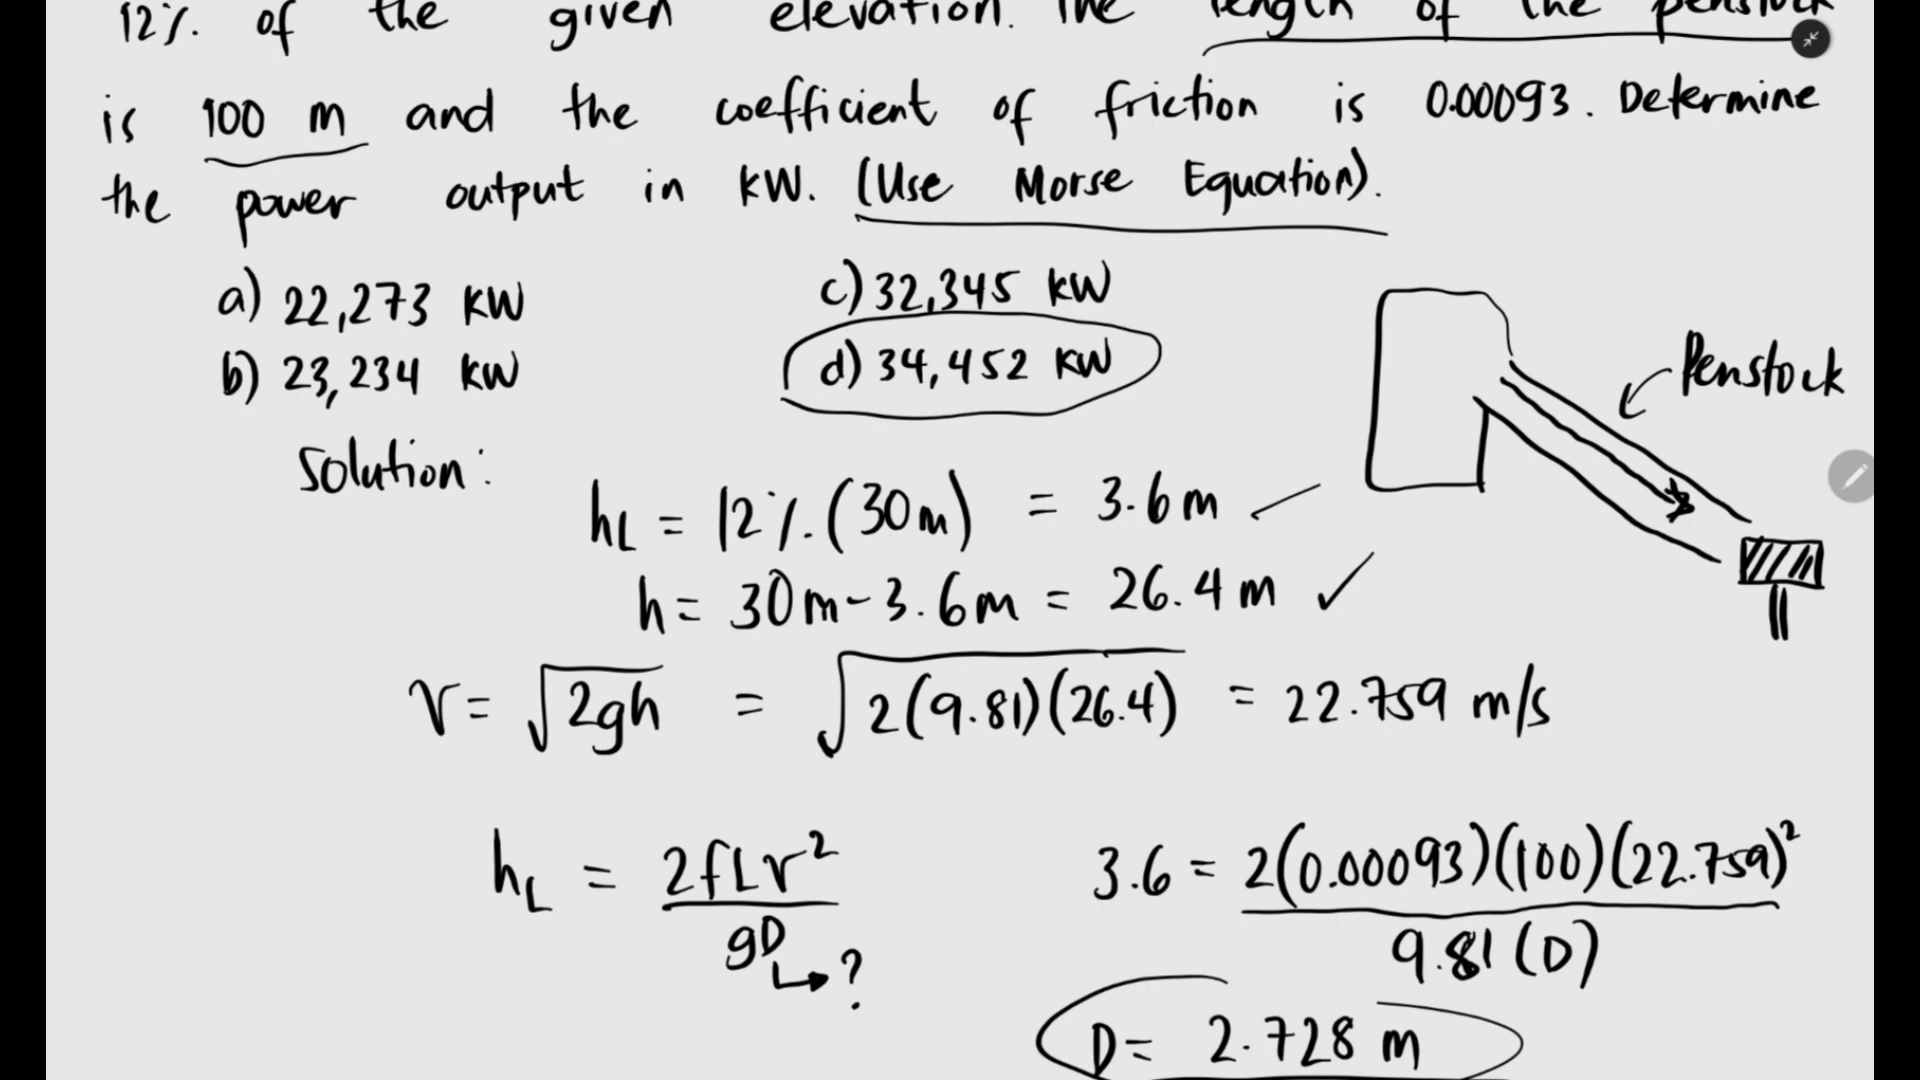 12%. of the given elevation. The length of the penstock
is 100 m and the coefficient of friction is 0.00093. Determine
the power output in kW. (Use Morse Equation).
a) 22,273 kW
b) 23,234 kW
c) 32,345 kW
d) 34,452 kW
Penstock
Solution:
hL = 12%. (30m) = 3.6 m
h = 30m - 3.6m = 26.4 m ✓
v = √2gh = √2(9.81)(26.4) = 22.759 m/s
hL = 2fLv²
gD
?
3.6 = 2(0.00093)(100)(22.759)²
9.81 (D)
D = 2.728 m